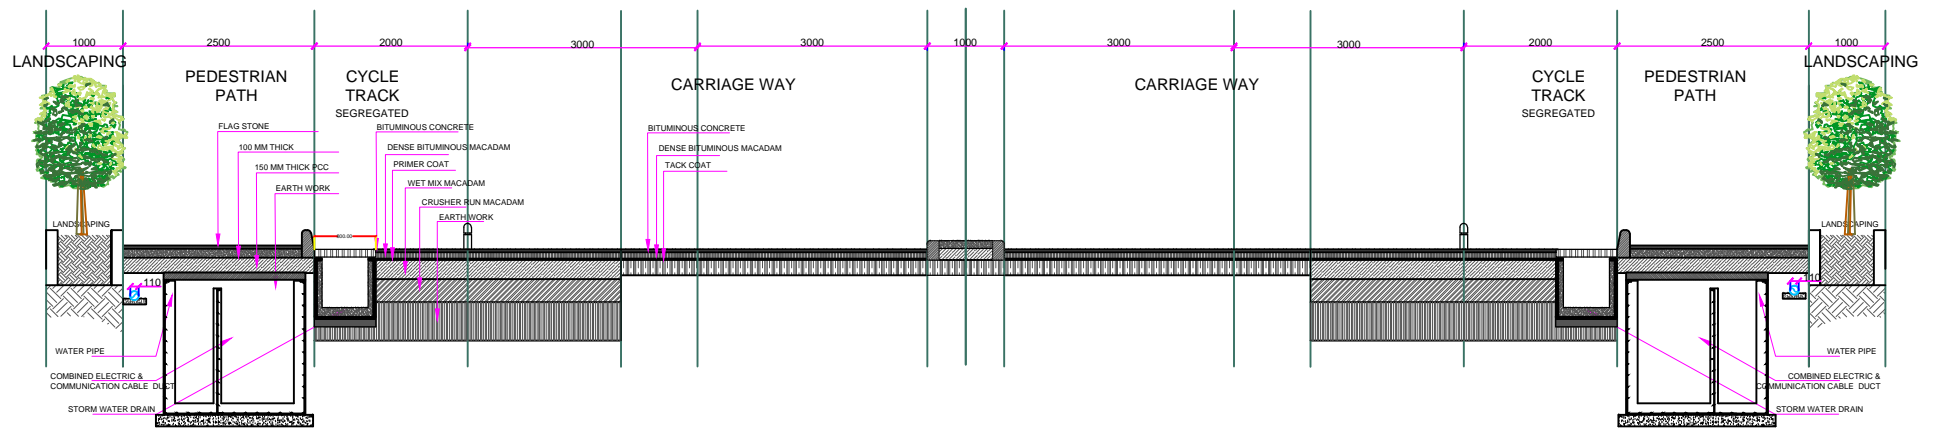 1000 2500 2000 3000 3000 1000 3000 3000 2000 2500 1000
LANDSCAPING
PEDESTRIAN
PATH
CYCLE
TRACK
SEGREGATED
CARRIAGE WAY
CARRIAGE WAY
CYCLE
TRACK
SEGREGATED
PEDESTRIAN
PATH
LANDSCAPING
FLAG STONE
100 MM THICK
150 MM THICK PCC
EARTH WORK
BITUMINOUS CONCRETE
DENSE BITUMINOUS MACADAM
PRIMER COAT
WET MIX MACADAM
CRUSHER RUN MACADAM
EARTH WORK
BITUMINOUS CONCRETE
DENSE BITUMINOUS MACADAM
TACK COAT
LANDSCAPING
LANDSCAPING
110
110
WATER PIPE
COMBINED ELECTRIC &
COMMUNICATION CABLE DUCT
STORM WATER DRAIN
WATER PIPE
COMBINED ELECTRIC &
COMMUNICATION CABLE DUCT
STORM WATER DRAIN